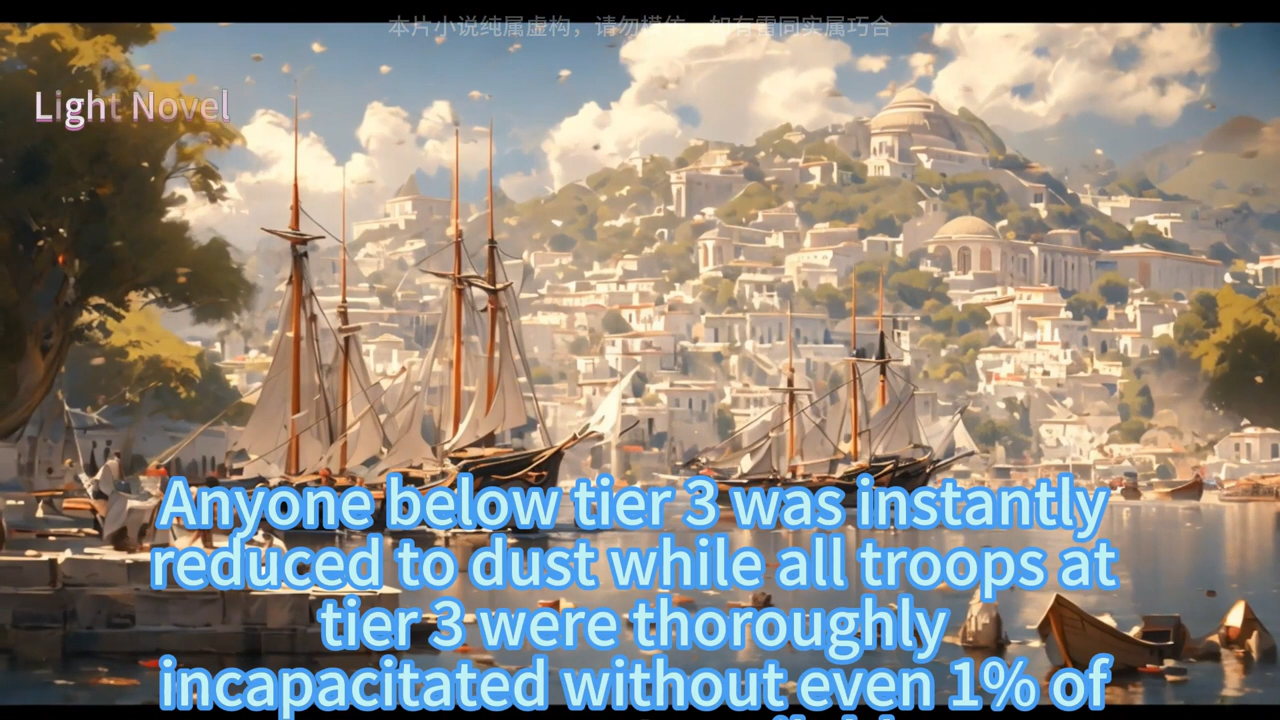 本片小说纯属虚构，请勿模仿，如有雷同实属巧合
Light Novel
Anyone below tier 3 was instantly
reduced to dust while all troops at
tier 3 were thoroughly
incapacitated without even 1% of